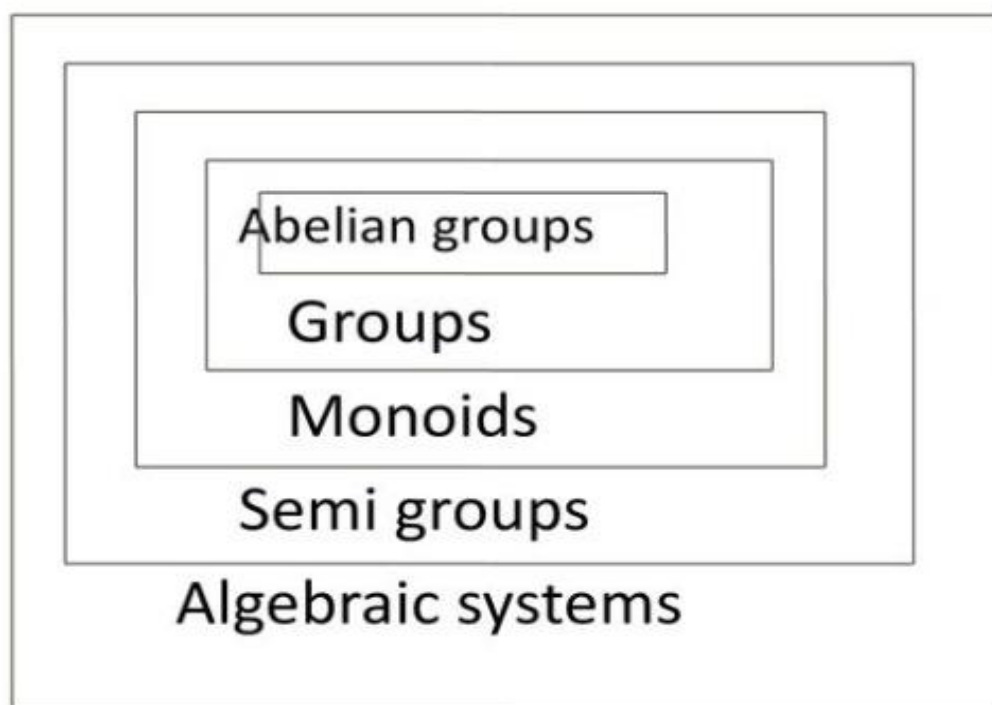 Abelian groups
Groups
Monoids
Semi groups
Algebraic systems